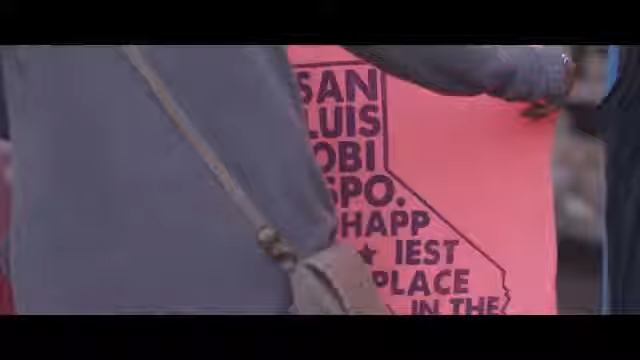 SAN
LUIS
OBI
SPO.
HAPP
IEST
PLACE
IN THE